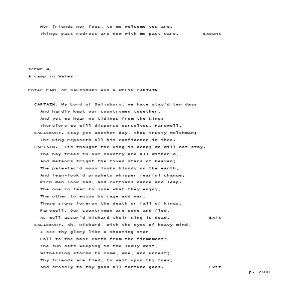 Nor friends nor foes, to me welcome you are.
Things past redress are now with me past care. Exeunt
SCENE 4.
A camp in Wales
Enter EARL OF SALISBURY and a WELSH CAPTAIN
CAPTAIN. My Lord of Salisbury, we have stay'd ten days
And hardly kept our countrymen together,
And yet we hear no tidings from the King;
Therefore we will disperse ourselves. Farewell.
SALISBURY. Stay yet another day, thou trusty Welshman;
The King reposeth all his confidence in thee.
CAPTAIN. 'Tis thought the King is dead; we will not stay.
The bay trees in our country are all wither'd,
And meteors fright the fixed stars of heaven;
The pale-fac'd moon looks bloody on the earth,
And lean-look'd prophets whisper fearful change;
Rich men look sad, and ruffians dance and leap-
The one in fear to lose what they enjoy,
The other to enjoy by rage and war.
These signs forerun the death or fall of kings.
Farewell. Our countrymen are gone and fled,
As well assur'd Richard their King is dead. Exit
SALISBURY. Ah, Richard, with the eyes of heavy mind,
I see thy glory like a shooting star
Fall to the base earth from the firmament!
The sun sets weeping in the lowly west,
Witnessing storms to come, woe, and unrest;
Thy friends are fled, to wait upon thy foes;
And crossly to thy good all fortune goes. Exit